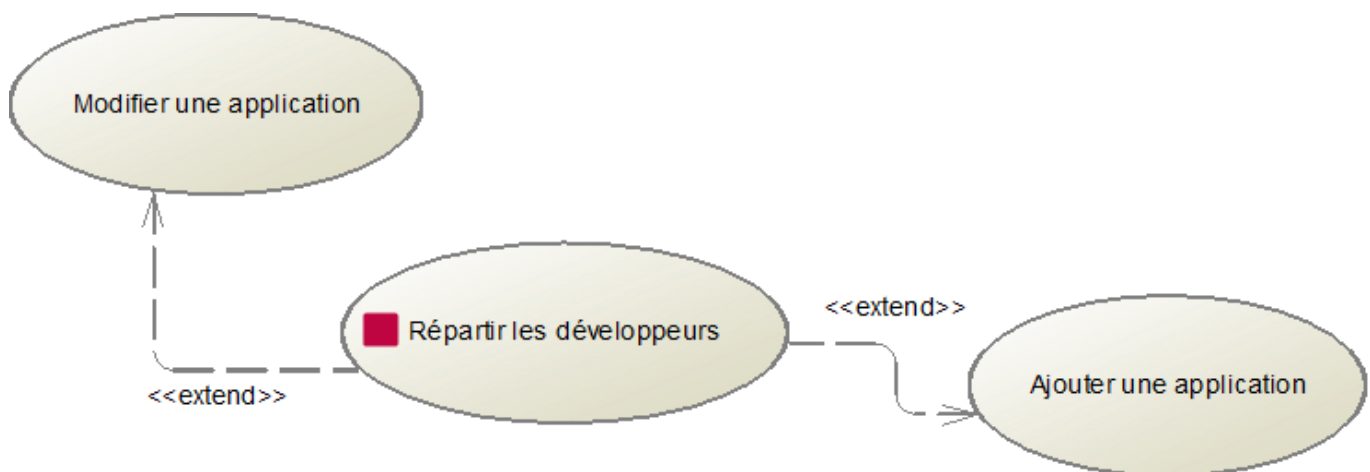 Modifier une application
<<extend>>
Répartir les développeurs
<<extend>>
Ajouter une application